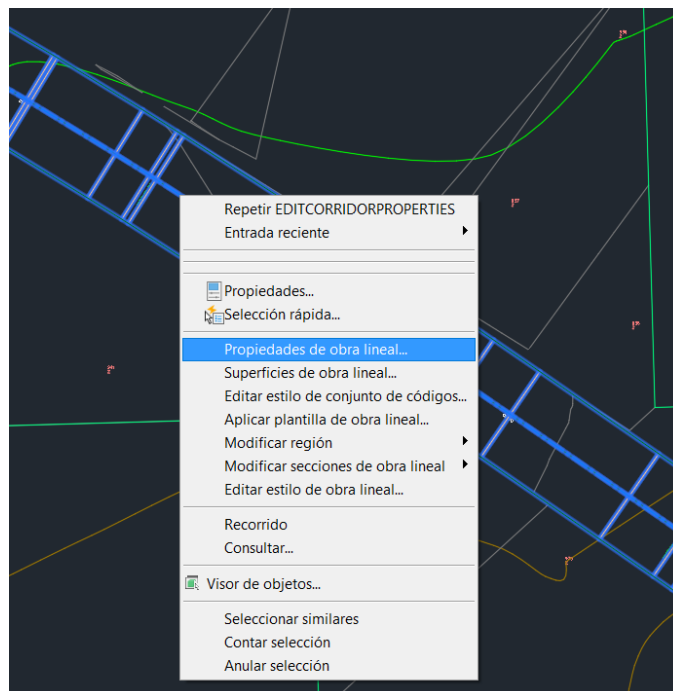 Repetir EDITCORRIDORPROPERTIES
Entrada reciente
Propiedades...
Selección rápida...
Propiedades de obra lineal...
Superficies de obra lineal...
Editar estilo de conjunto de códigos...
Aplicar plantilla de obra lineal...
Modificar región
Modificar secciones de obra lineal
Editar estilo de obra lineal...
Recorrido
Consultar...
Visor de objetos...
Seleccionar similares
Contar selección
Anular selección